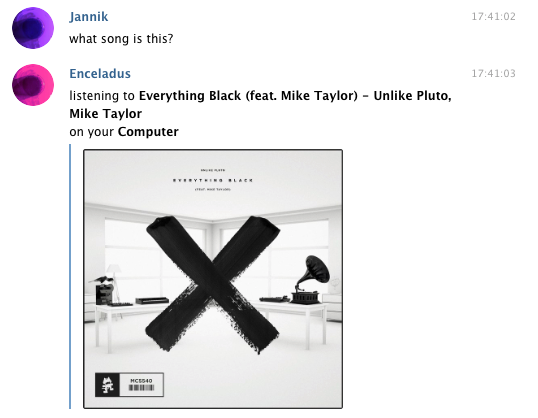 Jannik 17:41:02
what song is this?
Enceladus 17:41:03
listening to Everything Black (feat. Mike Taylor) – Unlike Pluto,
Mike Taylor
on your Computer
UNLIKE PLUTO
EVERYTHING BLACK
(FEAT. MIKE TAYLOR)
MCS540